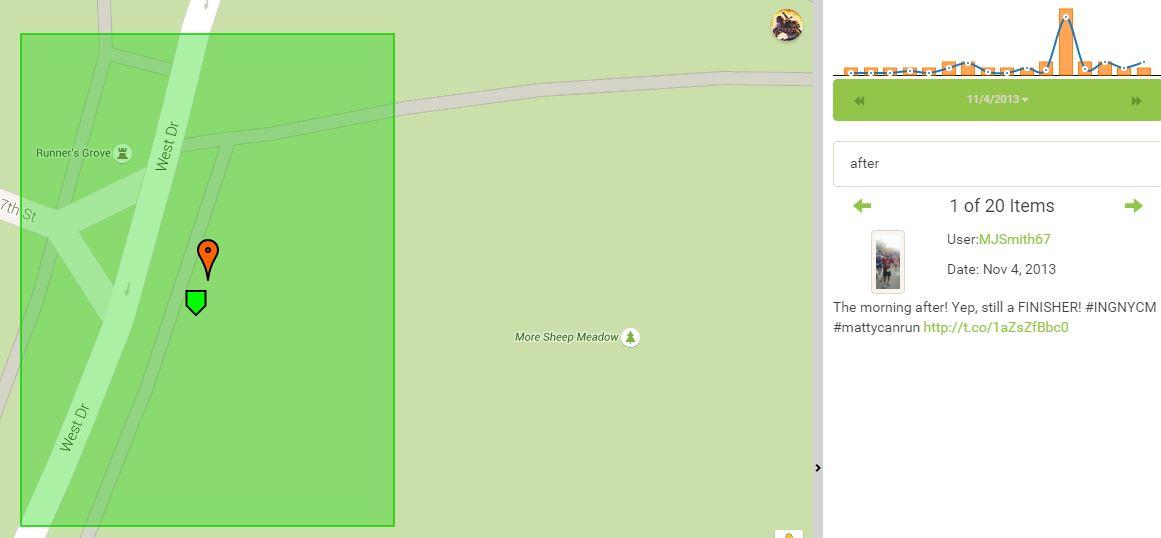 Runner's Grove
West Dr
7th St
More Sheep Meadow
West Dr
11/4/2013
after
1 of 20 Items
User:MJSmith67
Date: Nov 4, 2013
The morning after! Yep, still a FINISHER! #INGNYCM
#mattycanrun http://t.co/1aZsZfBbc0